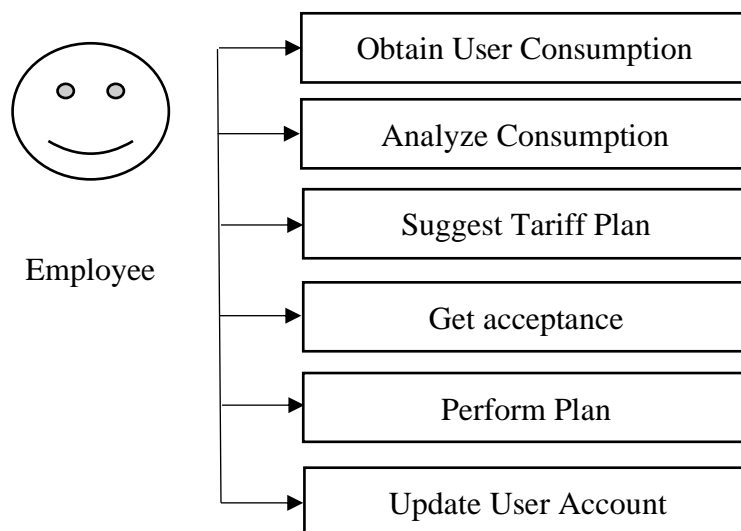 Obtain User Consumption
Analyze Consumption
Suggest Tariff Plan
Employee
Get acceptance
Perform Plan
Update User Account